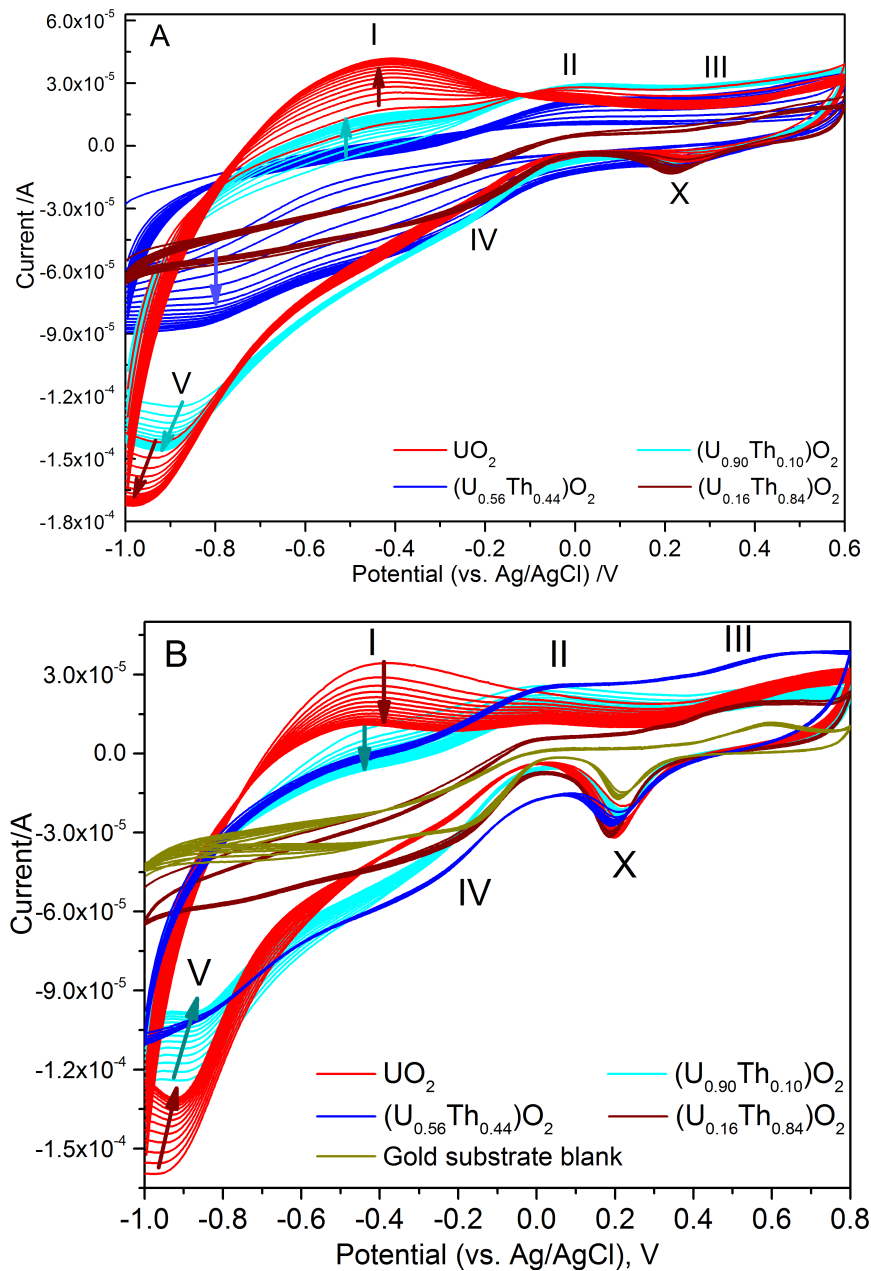 A
I
II
III
IV
V
X
6.0x10⁻⁵
3.0x10⁻⁵
0.0
-3.0x10⁻⁵
-6.0x10⁻⁵
-9.0x10⁻⁵
-1.2x10⁻⁴
-1.5x10⁻⁴
-1.8x10⁻⁴
Current /A
UO₂
(U₀.₉₀Th₀.₁₀)O₂
(U₀.₅₆Th₀.₄₄)O₂
(U₀.₁₆Th₀.₈₄)O₂
-1.0 -0.8 -0.6 -0.4 -0.2 0.0 0.2 0.4 0.6
Potential (vs. Ag/AgCl) /V
B
I
II
III
IV
V
X
3.0x10⁻⁵
0.0
-3.0x10⁻⁵
-6.0x10⁻⁵
-9.0x10⁻⁵
-1.2x10⁻⁴
-1.5x10⁻⁴
Current/A
UO₂
(U₀.₉₀Th₀.₁₀)O₂
(U₀.₅₆Th₀.₄₄)O₂
(U₀.₁₆Th₀.₈₄)O₂
Gold substrate blank
-1.0 -0.8 -0.6 -0.4 -0.2 0.0 0.2 0.4 0.6 0.8
Potential (vs. Ag/AgCl), V